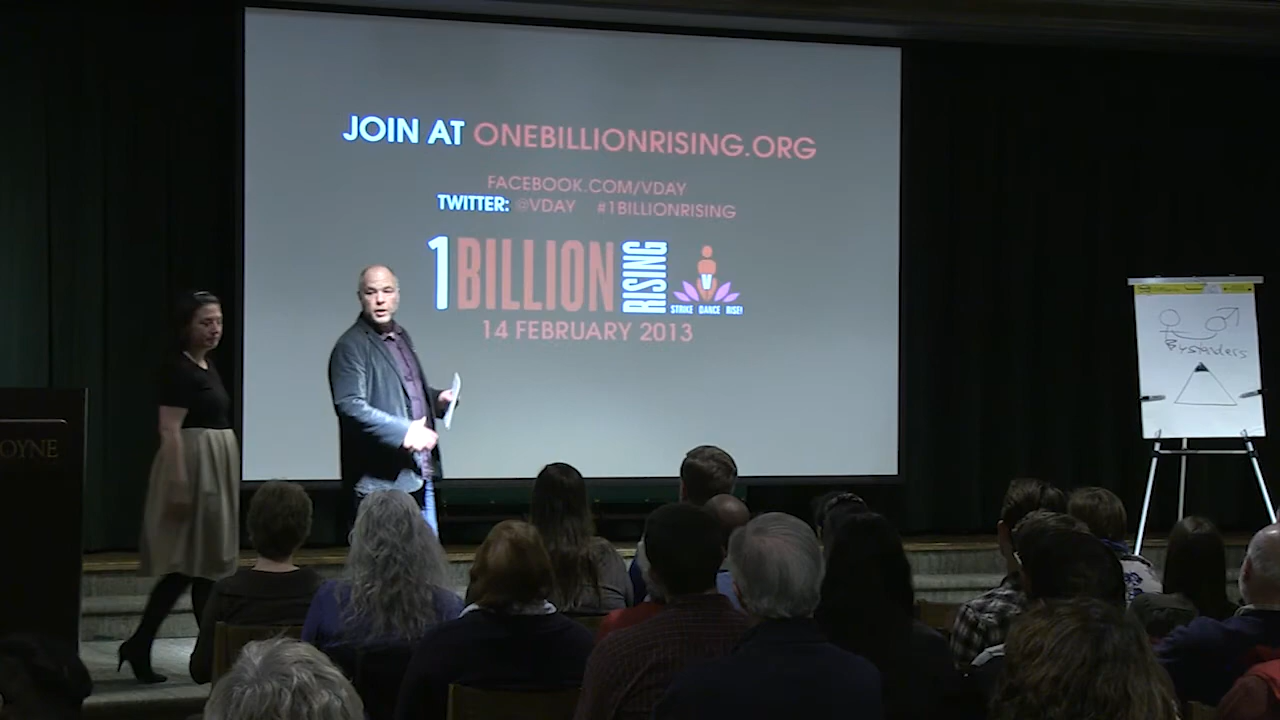 JOIN AT ONEBILLIONRISING.ORG
FACEBOOK.COM/VDAY
TWITTER: @VDAY #1BILLIONRISING
1 BILLION RISING
STRIKE DANCE RISE!
14 FEBRUARY 2013
OYNE
Bystanders